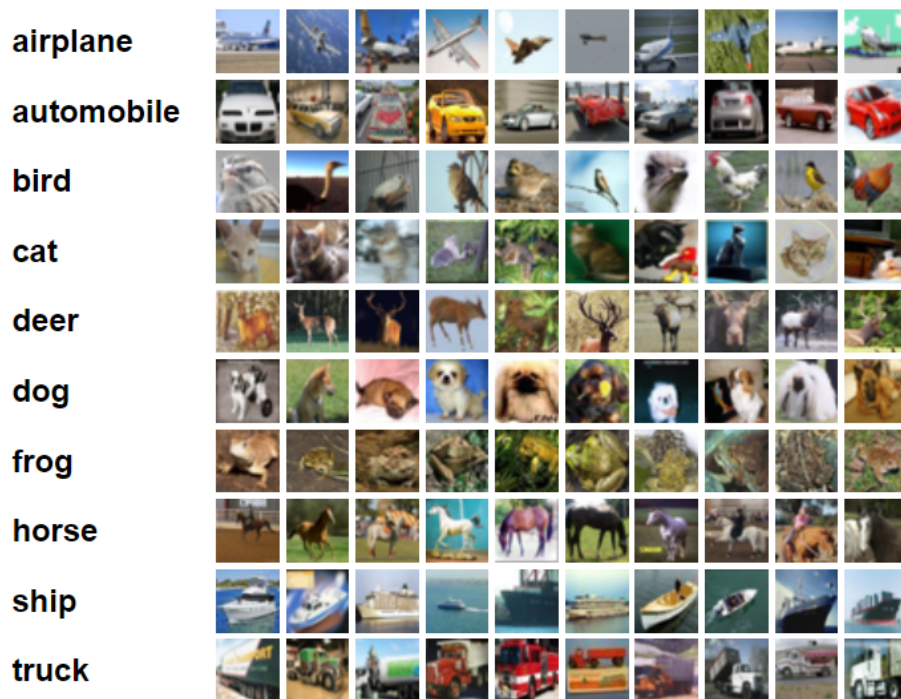 airplane
automobile
bird
cat
deer
dog
frog
horse
ship
truck